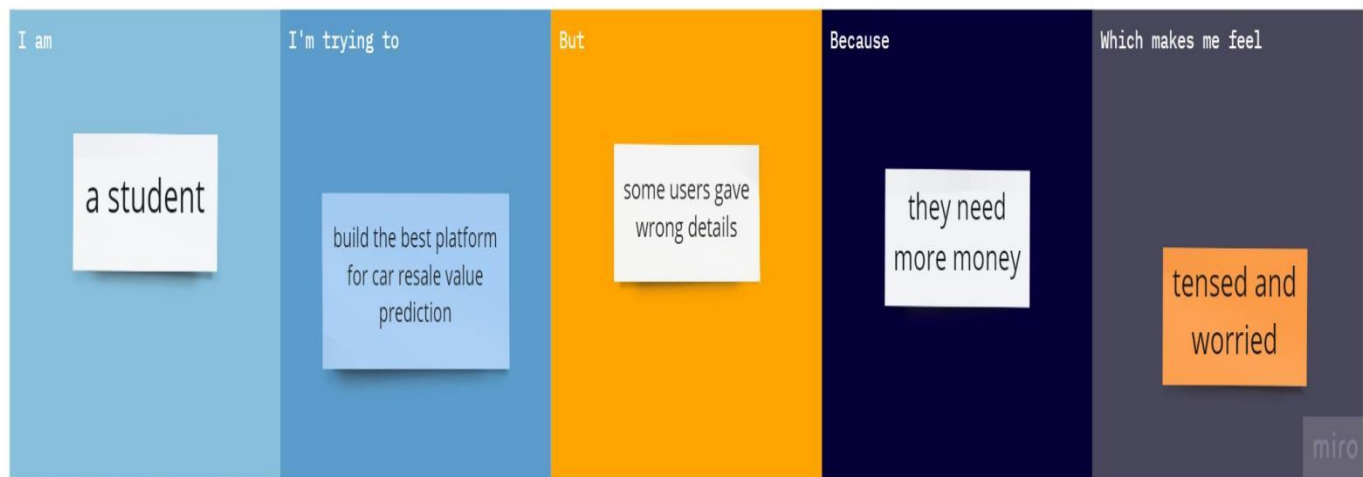 I am
a student
I'm trying to
build the best platform
for car resale value
prediction
But
some users gave
wrong details
Because
they need
more money
Which makes me feel
tensed and
worried
miro